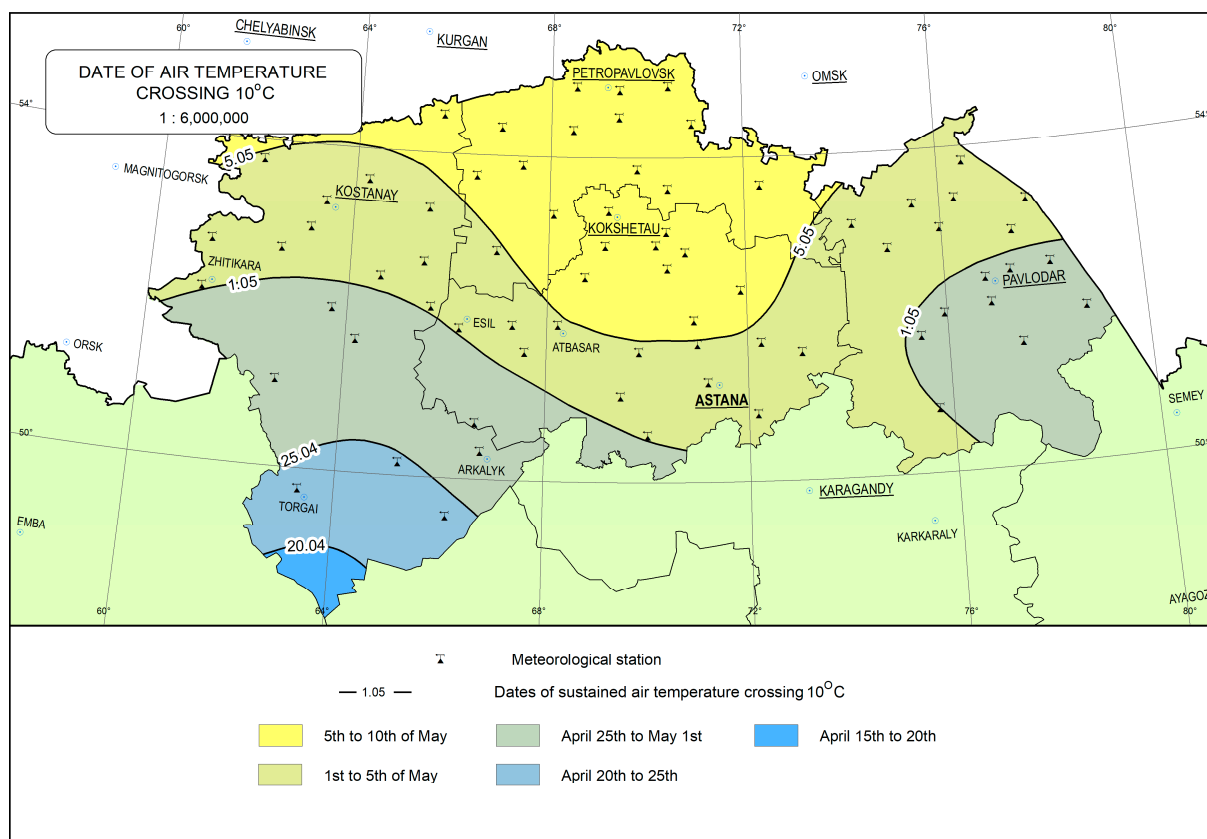 60°
64°
68°
72°
76°
80°
CHELYABINSK
KURGAN
DATE OF AIR TEMPERATURE
CROSSING 10°C
1 : 6,000,000
PETROPAVLOVSK
OMSK
54°
54°
5.05
MAGNITOGORSK
KOSTANAY
KOKSHETAU
5.05
ZHITIKARA
1:05
PAVLODAR
ESIL
1:05
ORSK
ATBASAR
ASTANA
SEMEY
50°
50°
25.04
ARKALYK
KARAGANDY
TORGAI
EMBA
KARKARALY
20.04
AYAGOZ
60°
64°
68°
72°
76°
80°
Meteorological station
1.05
Dates of sustained air temperature crossing 10°C
5th to 10th of May
April 25th to May 1st
April 15th to 20th
1st to 5th of May
April 20th to 25th